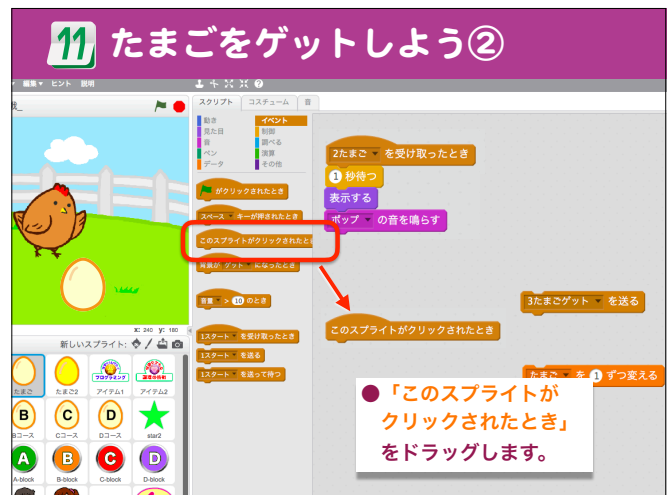 11 たまごをゲットしよう②
編集▼ ヒント 説明
スクリプト コスチューム 音
動き イベント
見た目 制御
音 調べる
ペン 演算
データ その他
がクリックされたとき
スペース キーが押されたとき
このスプライトがクリックされたとき
背景が ゲット になったとき
音量 > 10 のとき
1スタート を受け取ったとき
1スタート を送る
1スタート を送って待つ
2たまご を受け取ったとき
1 秒待つ
表示する
ポップ の音を鳴らす
3たまごゲット を送る
このスプライトがクリックされたとき
たまご を 1 ずつ変える
X: 240 y: 180
新しいスプライト:
たまご たまご2 アイテム1 アイテム2
プログラミング
B C D
Bコース Cコース Dコース star2
A B C D
A-block B-block C-block D-block
●「このスプライトが
クリックされたとき」
をドラッグします。